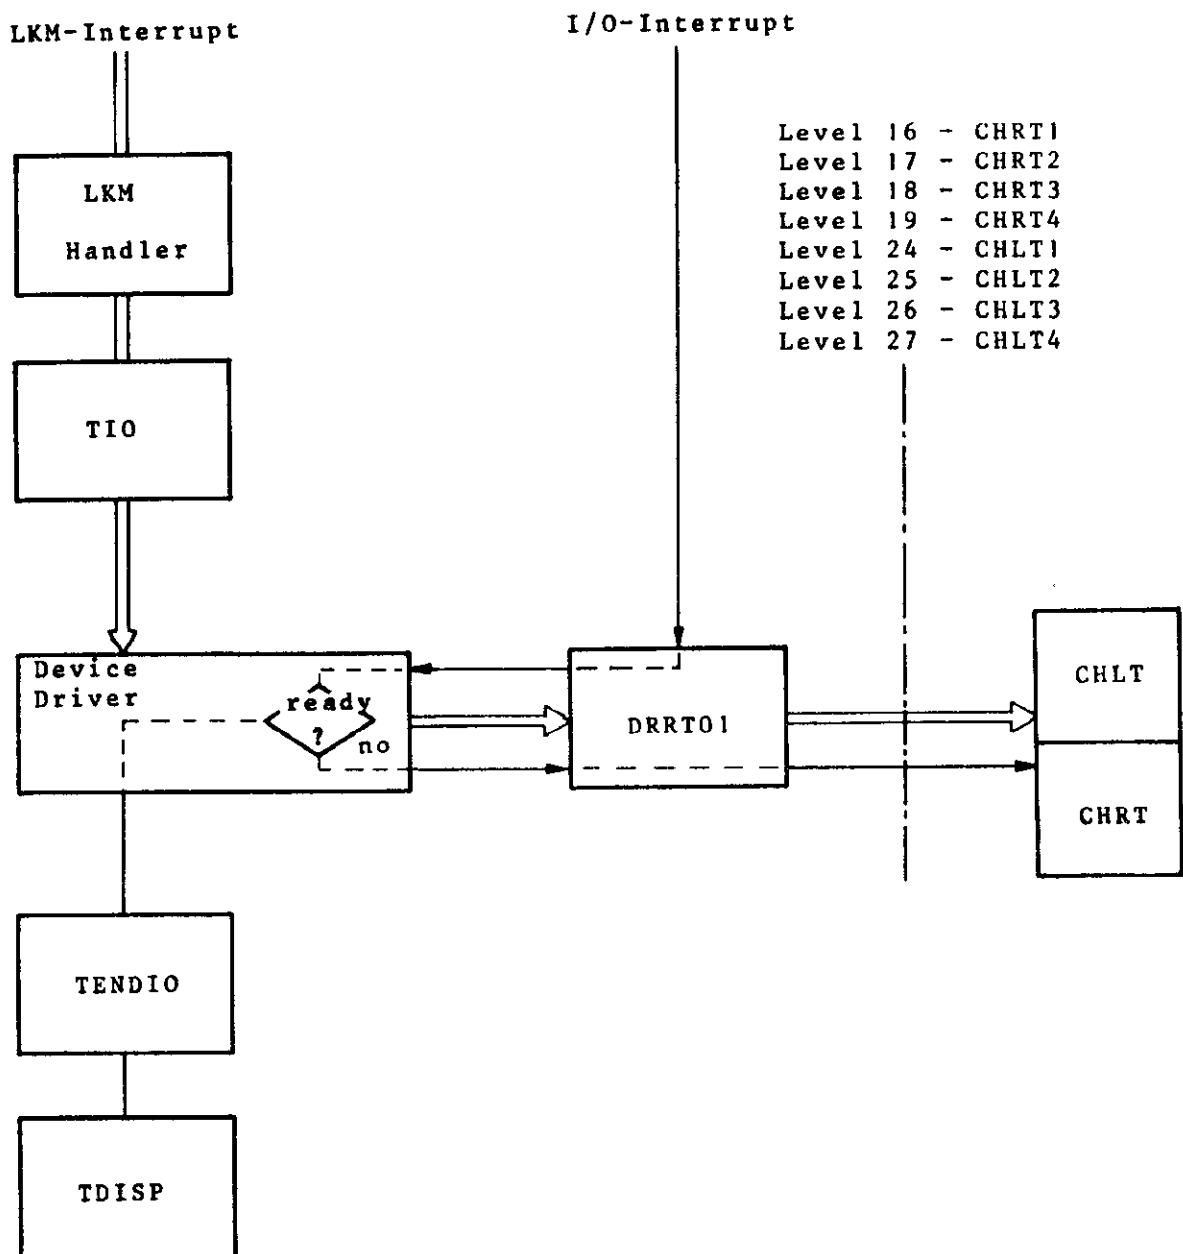 LKM-Interrupt
I/O-Interrupt
Level 16 - CHRT1
Level 17 - CHRT2
Level 18 - CHRT3
Level 19 - CHRT4
Level 24 - CHLT1
Level 25 - CHLT2
Level 26 - CHLT3
Level 27 - CHLT4
LKM
Handler
TIO
Device
Driver
ready
?
no
DRRT01
CHLT
CHRT
TENDIO
TDISP